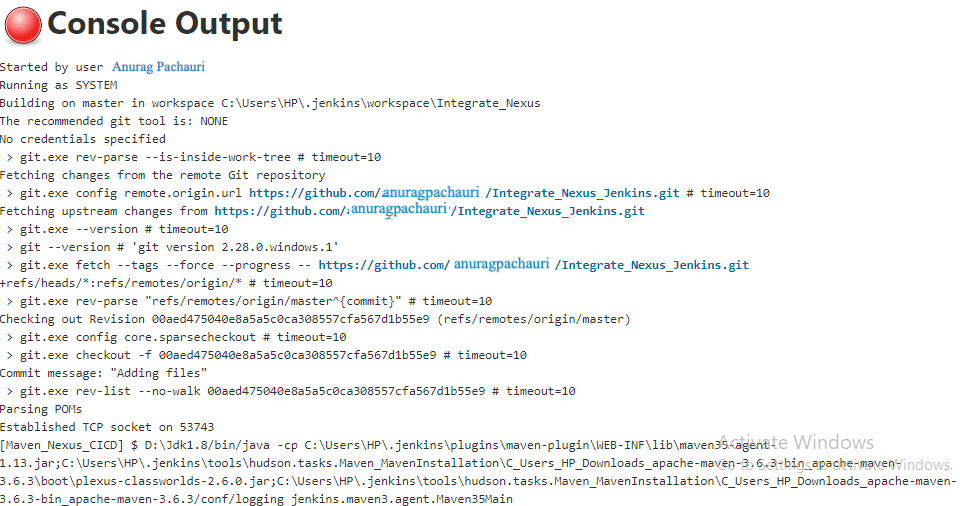 Console Output
Started by user Anurag Pachauri
Running as SYSTEM
Building on master in workspace C:\Users\HP\.jenkins\workspace\Integrate_Nexus
The recommended git tool is: NONE
No credentials specified
> git.exe rev-parse --is-inside-work-tree # timeout=10
Fetching changes from the remote Git repository
> git.exe config remote.origin.url https://github.com/anuragpachauri /Integrate_Nexus_Jenkins.git # timeout=10
Fetching upstream changes from https://github.com/anuragpachauri/Integrate_Nexus_Jenkins.git
> git.exe --version # timeout=10
> git --version # 'git version 2.28.0.windows.1'
> git.exe fetch --tags --force --progress -- https://github.com/ anuragpachauri /Integrate_Nexus_Jenkins.git
+refs/heads/*:refs/remotes/origin/* # timeout=10
> git.exe rev-parse "refs/remotes/origin/master^{commit}" # timeout=10
Checking out Revision 00aed475040e8a5a5c0ca308557cfa567d1b55e9 (refs/remotes/origin/master)
> git.exe config core.sparsecheckout # timeout=10
> git.exe checkout -f 00aed475040e8a5a5c0ca308557cfa567d1b55e9 # timeout=10
Commit message: "Adding files"
> git.exe rev-list --no-walk 00aed475040e8a5a5c0ca308557cfa567d1b55e9 # timeout=10
Parsing POMs
Established TCP socket on 53743
[Maven_Nexus_CICD] $ D:\Jdk1.8/bin/java -cp C:\Users\HP\.jenkins\plugins\maven-plugin\WEB-INF\lib\maven35-agent-
Activate Windows
1.13.jar;C:\Users\HP\.jenkins\tools\hudson.tasks.Maven_MavenInstallation\C_Users_HP_Downloads_apache-maven-3.6.3-bin_apache-maven-
Go to Settings to activate Windows.
3.6.3\boot\plexus-classworlds-2.6.0.jar;C:\Users\HP\.jenkins\tools\hudson.tasks.Maven_MavenInstallation\C_Users_HP_Downloads_apache-maven-
3.6.3-bin_apache-maven-3.6.3/conf/logging jenkins.maven3.agent.Maven35Main